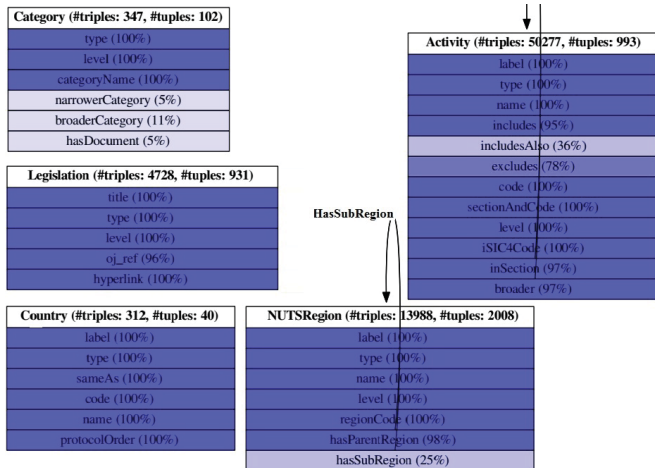 Category (#triples: 347, #tuples: 102)
type (100%)
level (100%)
categoryName (100%)
narrowerCategory (5%)
broaderCategory (11%)
hasDocument (5%)
Legislation (#triples: 4728, #tuples: 931)
title (100%)
type (100%)
level (100%)
oj_ref (96%)
hyperlink (100%)
Country (#triples: 312, #tuples: 40)
label (100%)
type (100%)
sameAs (100%)
code (100%)
name (100%)
protocolOrder (100%)
HasSubRegion
NUTSRegion (#triples: 13988, #tuples: 2008)
label (100%)
type (100%)
name (100%)
level (100%)
regionCode (100%)
hasParentRegion (98%)
hasSubRegion (25%)
Activity (#triples: 50277, #tuples: 993)
label (100%)
type (100%)
name (100%)
includes (95%)
includesAlso (36%)
excludes (78%)
code (100%)
sectionAndCode (100%)
level (100%)
iSIC4Code (100%)
inSection (97%)
broader (97%)